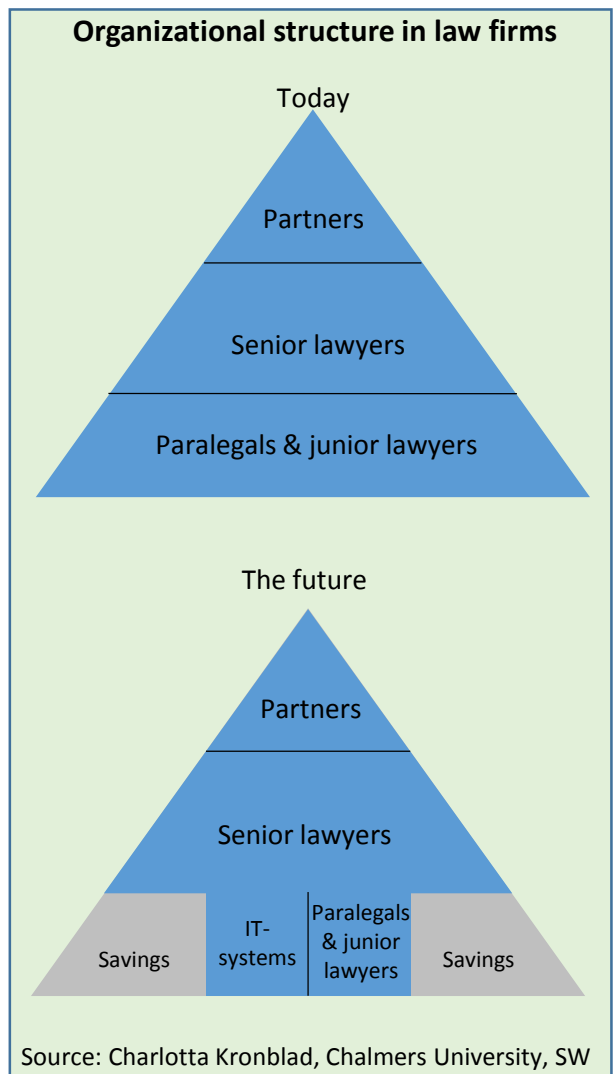 Organizational structure in law firms
Today
Partners
Senior lawyers
Paralegals & junior lawyers
The future
Partners
Senior lawyers
Savings
IT-
systems
Paralegals
& junior
lawyers
Savings
Source: Charlotta Kronblad, Chalmers University, SW